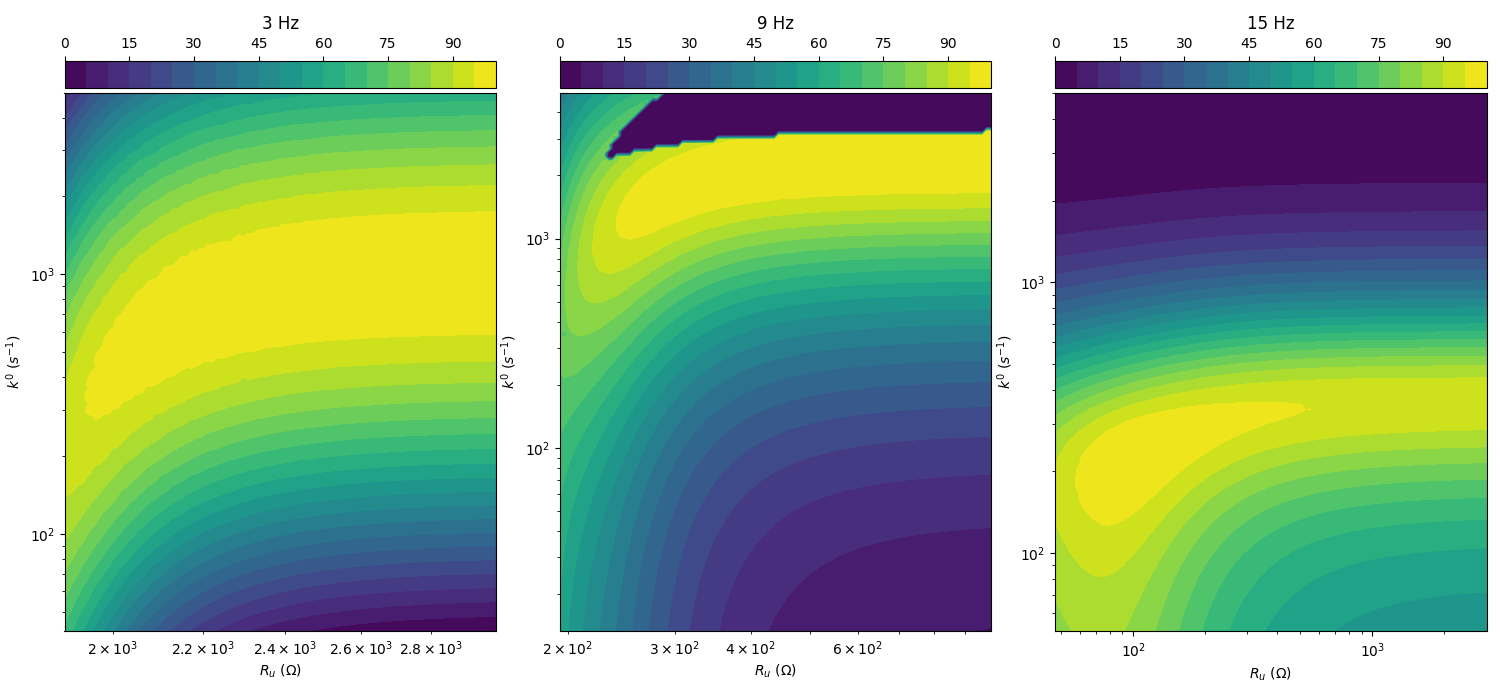 3 Hz
0 15 30 45 60 75 90
10³
10²
k⁰ (s⁻¹)
2 × 10³ 2.2 × 10³ 2.4 × 10³ 2.6 × 10³ 2.8 × 10³
Rᵤ (Ω)
9 Hz
0 15 30 45 60 75 90
10³
10²
k⁰ (s⁻¹)
2 × 10² 3 × 10² 4 × 10² 6 × 10²
Rᵤ (Ω)
15 Hz
0 15 30 45 60 75 90
10³
10²
k⁰ (s⁻¹)
10² 10³
Rᵤ (Ω)